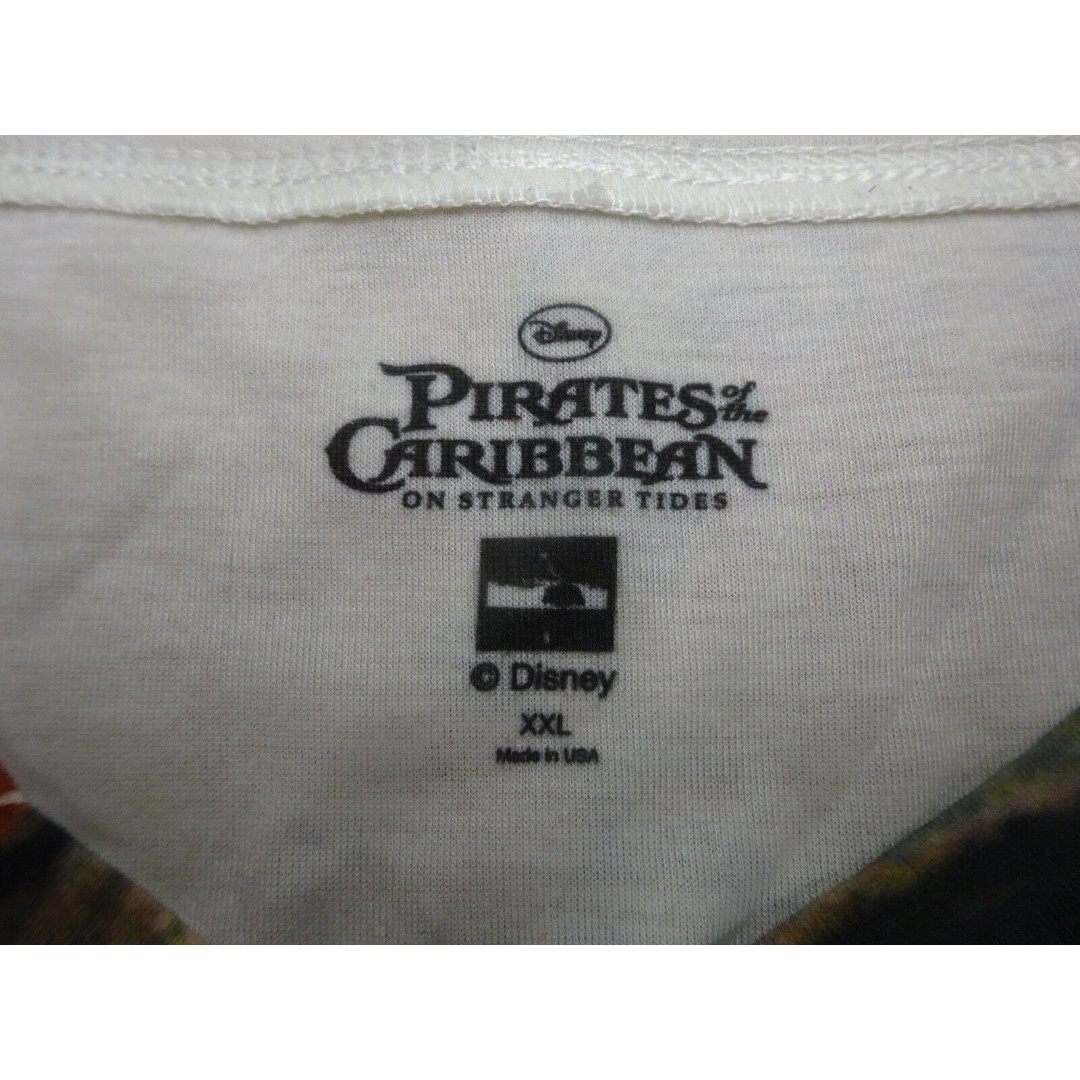 Disney
PIRATES of the
CARIBBEAN
ON STRANGER TIDES
© Disney
XXL
Made in USA